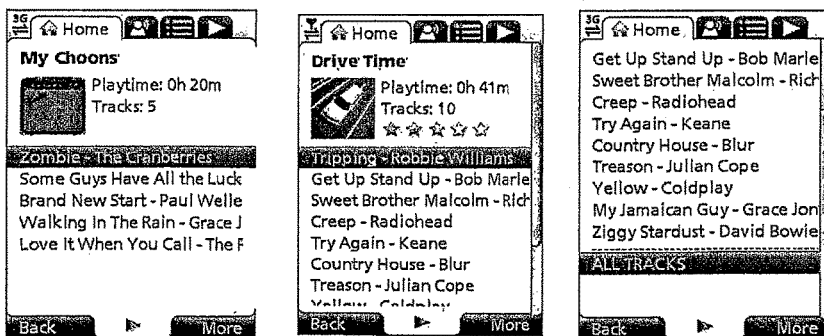 3G
Home
My Choons
Playtime: 0h 20m
Tracks: 5
Zombie - The Cranberries
Some Guys Have All the Luck
Brand New Start - Paul Welle
Walking In The Rain - Grace J
Love It When You Call - The F
Back
More
Home
Drive Time
Playtime: 0h 41m
Tracks: 10
Tripping - Robbie Williams
Get Up Stand Up - Bob Marle
Sweet Brother Malcolm - Rich
Creep - Radiohead
Try Again - Keane
Country House - Blur
Treason - Julian Cope
Yellow - Coldplay
Back
More
3G
Home
Get Up Stand Up - Bob Marle
Sweet Brother Malcolm - Rich
Creep - Radiohead
Try Again - Keane
Country House - Blur
Treason - Julian Cope
Yellow - Coldplay
My Jamaican Guy - Grace Jon
Ziggy Stardust - David Bowie
ALL TRACKS
Back
More